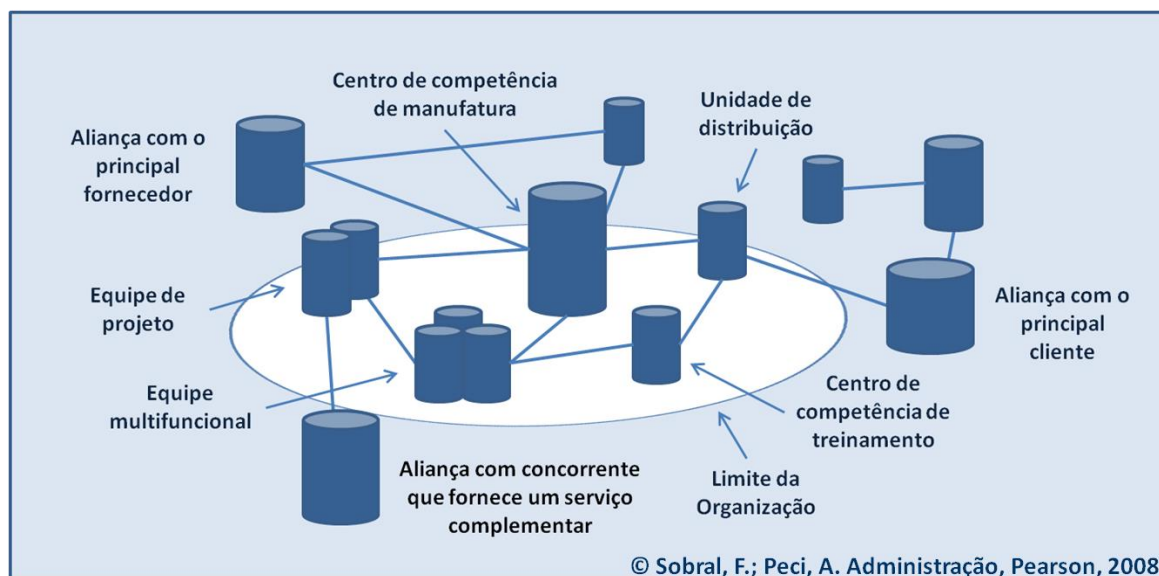 Centro de competência
de manufatura
Unidade de
distribuição
Aliança com o
principal
fornecedor
Equipe de
projeto
Aliança com o
principal
cliente
Equipe
multifuncional
Centro de
competência de
treinamento
Aliança com concorrente
que fornece um serviço
complementar
Limite da
Organização
© Sobral, F.; Peci, A. Administração, Pearson, 2008